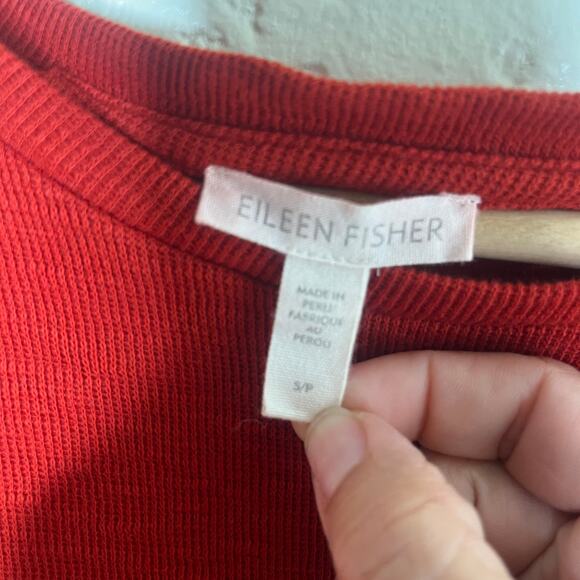 EILEEN FISHER
MADE IN
PERU
FABRIQUE
AU
PEROU
S/P